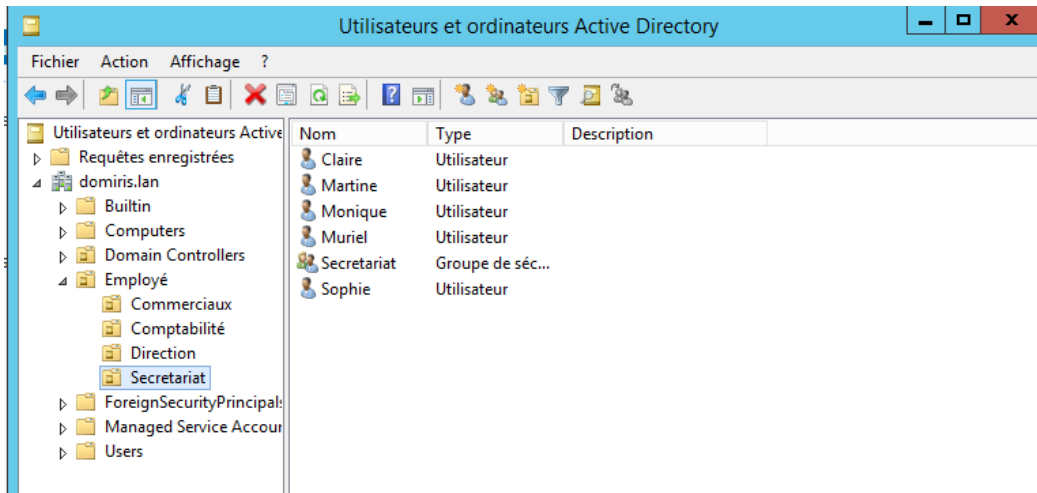 Utilisateurs et ordinateurs Active Directory
Fichier Action Affichage ?
Utilisateurs et ordinateurs Active
Requêtes enregistrées
domiris.lan
Builtin
Computers
Domain Controllers
Employé
Commerciaux
Comptabilité
Direction
Secretariat
ForeignSecurityPrincipals
Managed Service Accour
Users
Nom Type Description
Claire Utilisateur
Martine Utilisateur
Monique Utilisateur
Muriel Utilisateur
Secretariat Groupe de séc...
Sophie Utilisateur